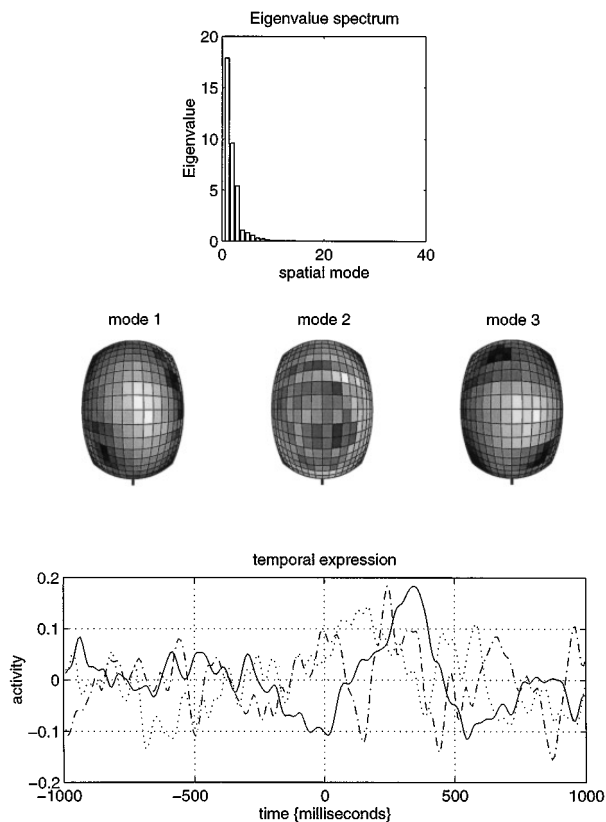 Eigenvalue spectrum
20
15
10
5
0
Eigenvalue
0 20 40
spatial mode
mode 1 mode 2 mode 3
temporal expression
0.2
0.1
0
−0.1
−0.2
activity
−1000 −500 0 500 1000
time {milliseconds}